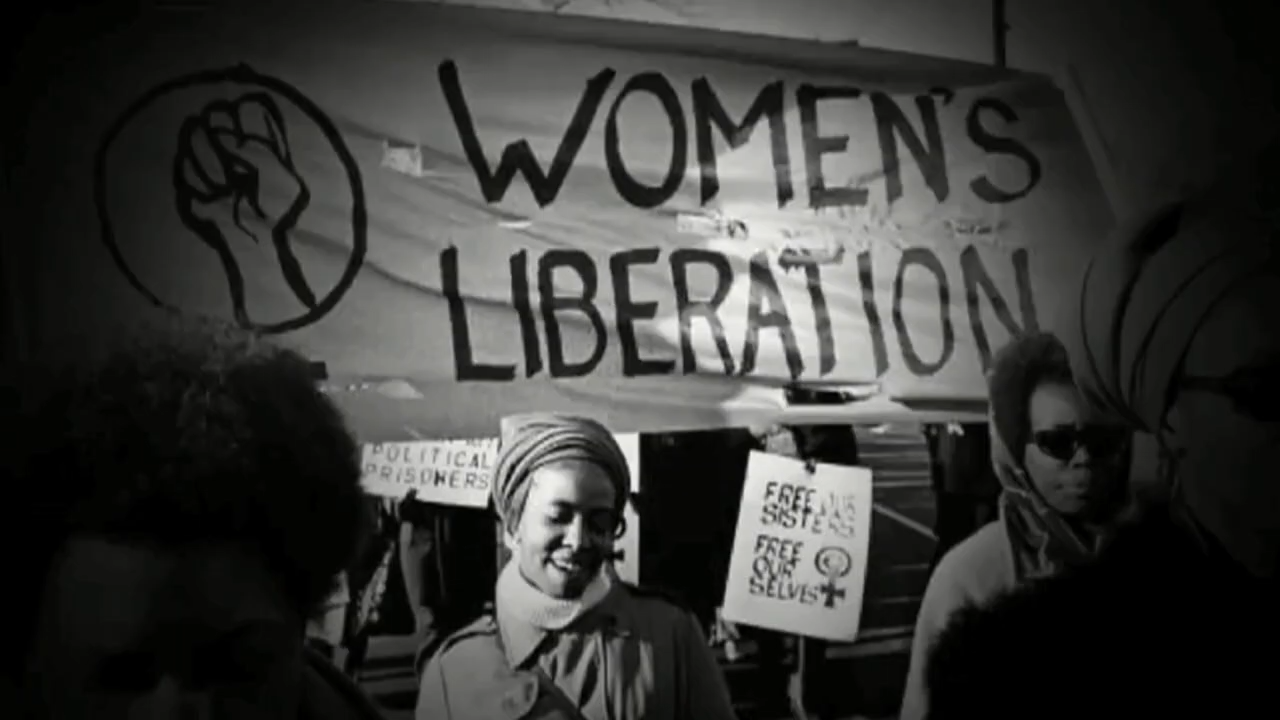 WOMEN'S
LIBERATION
POLITICAL
PRISONERS
FREE OUR
SISTERS
FREE
OUR
SELVES